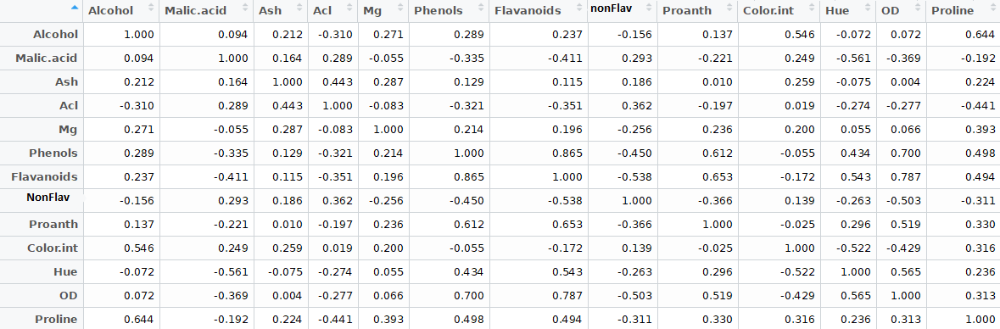 Alcohol Malic.acid Ash Acl Mg Phenols Flavanoids nonFlav Proanth Color.int Hue OD Proline
Alcohol 1.000 0.094 0.212 -0.310 0.271 0.289 0.237 -0.156 0.137 0.546 -0.072 0.072 0.644
Malic.acid 0.094 1.000 0.164 0.289 -0.055 -0.335 -0.411 0.293 -0.221 0.249 -0.561 -0.369 -0.192
Ash 0.212 0.164 1.000 0.443 0.287 0.129 0.115 0.186 0.010 0.259 -0.075 0.004 0.224
Acl -0.310 0.289 0.443 1.000 -0.083 -0.321 -0.351 0.362 -0.197 0.019 -0.274 -0.277 -0.441
Mg 0.271 -0.055 0.287 -0.083 1.000 0.214 0.196 -0.256 0.236 0.200 0.055 0.066 0.393
Phenols 0.289 -0.335 0.129 -0.321 0.214 1.000 0.865 -0.450 0.612 -0.055 0.434 0.700 0.498
Flavanoids 0.237 -0.411 0.115 -0.351 0.196 0.865 1.000 -0.538 0.653 -0.172 0.543 0.787 0.494
NonFlav -0.156 0.293 0.186 0.362 -0.256 -0.450 -0.538 1.000 -0.366 0.139 -0.263 -0.503 -0.311
Proanth 0.137 -0.221 0.010 -0.197 0.236 0.612 0.653 -0.366 1.000 -0.025 0.296 0.519 0.330
Color.int 0.546 0.249 0.259 0.019 0.200 -0.055 -0.172 0.139 -0.025 1.000 -0.522 -0.429 0.316
Hue -0.072 -0.561 -0.075 -0.274 0.055 0.434 0.543 -0.263 0.296 -0.522 1.000 0.565 0.236
OD 0.072 -0.369 0.004 -0.277 0.066 0.700 0.787 -0.503 0.519 -0.429 0.565 1.000 0.313
Proline 0.644 -0.192 0.224 -0.441 0.393 0.498 0.494 -0.311 0.330 0.316 0.236 0.313 1.000